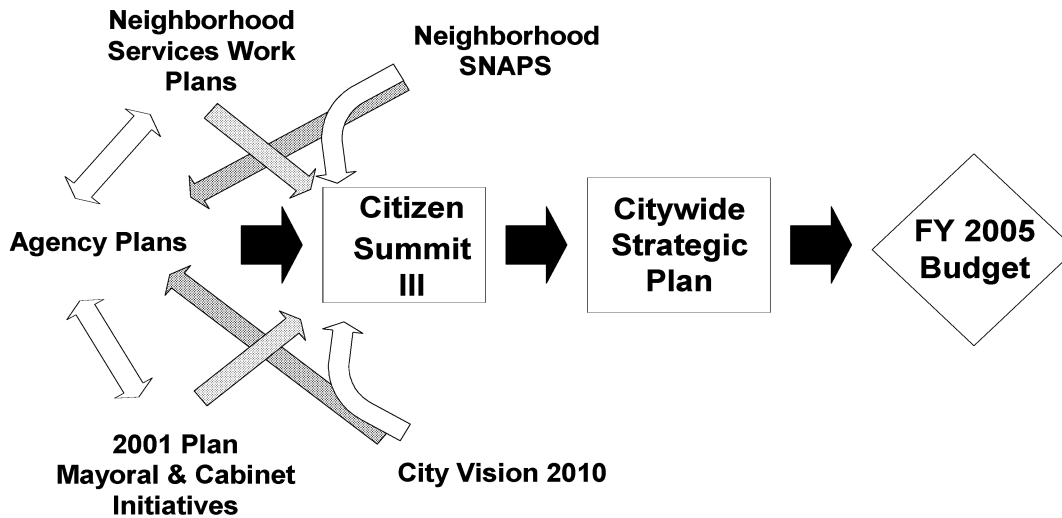 Neighborhood
Services Work
Plans
Neighborhood
SNAPS
Agency Plans
Citizen
Summit
III
Citywide
Strategic
Plan
FY 2005
Budget
2001 Plan
Mayoral & Cabinet
Initiatives
City Vision 2010